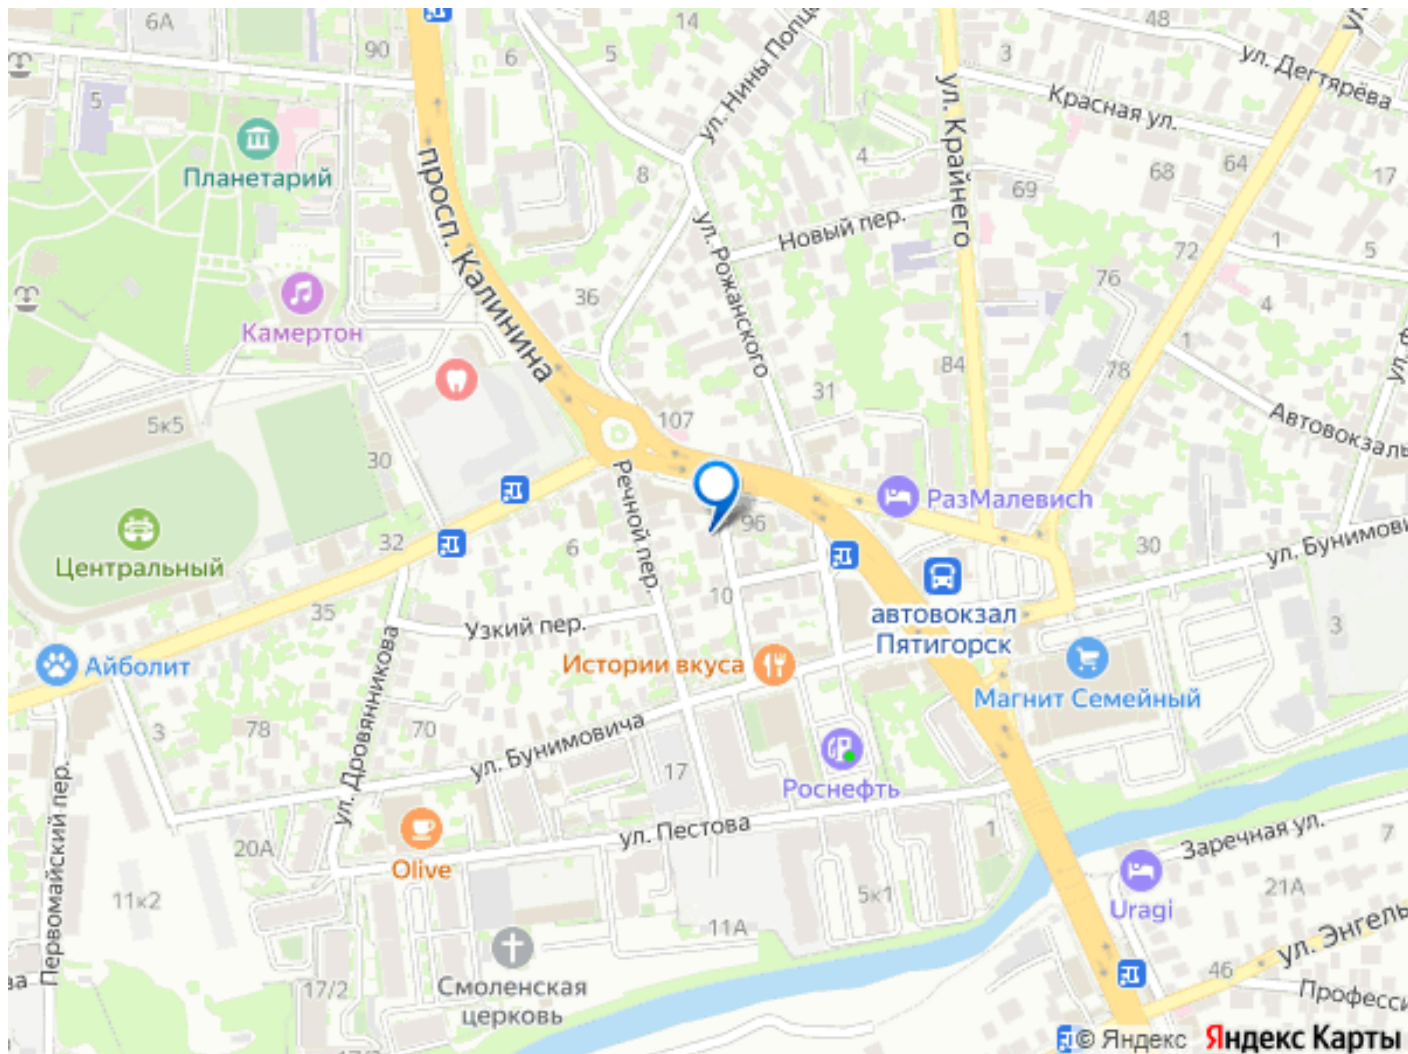 6А
90
14
6
5
48
3
ул. Нины Попцо
ул. Дегтярёва
5
Красная ул.
ул. Крайнего
Планетарий
просп. Калинина
8
4
69
68
64
17
ул. Рожанского
Новый пер.
72
1
5
36
76
4
Камертон
1
84
78
31
5к5
107
Автовокзаль
30
РазМалевich
96
Речной пер.
32
6
30
ул. Бунимови
Центральный
10
автовокзал
Пятигорск
35
Узкий пер.
3
Айболит
Истории вкуса
Магнит Семейный
3
78
70
ул. Дровянникова
ул. Бунимовича
17
Роснефть
ул. Пестова
1
Заречная ул.
7
20А
Olive
Первомайский пер.
11к2
5к1
Uragi
21А
11А
ул. Энгель
Смоленская
церковь
17/2
46
Професси
17/2
© Яндекс Яндекс Карты